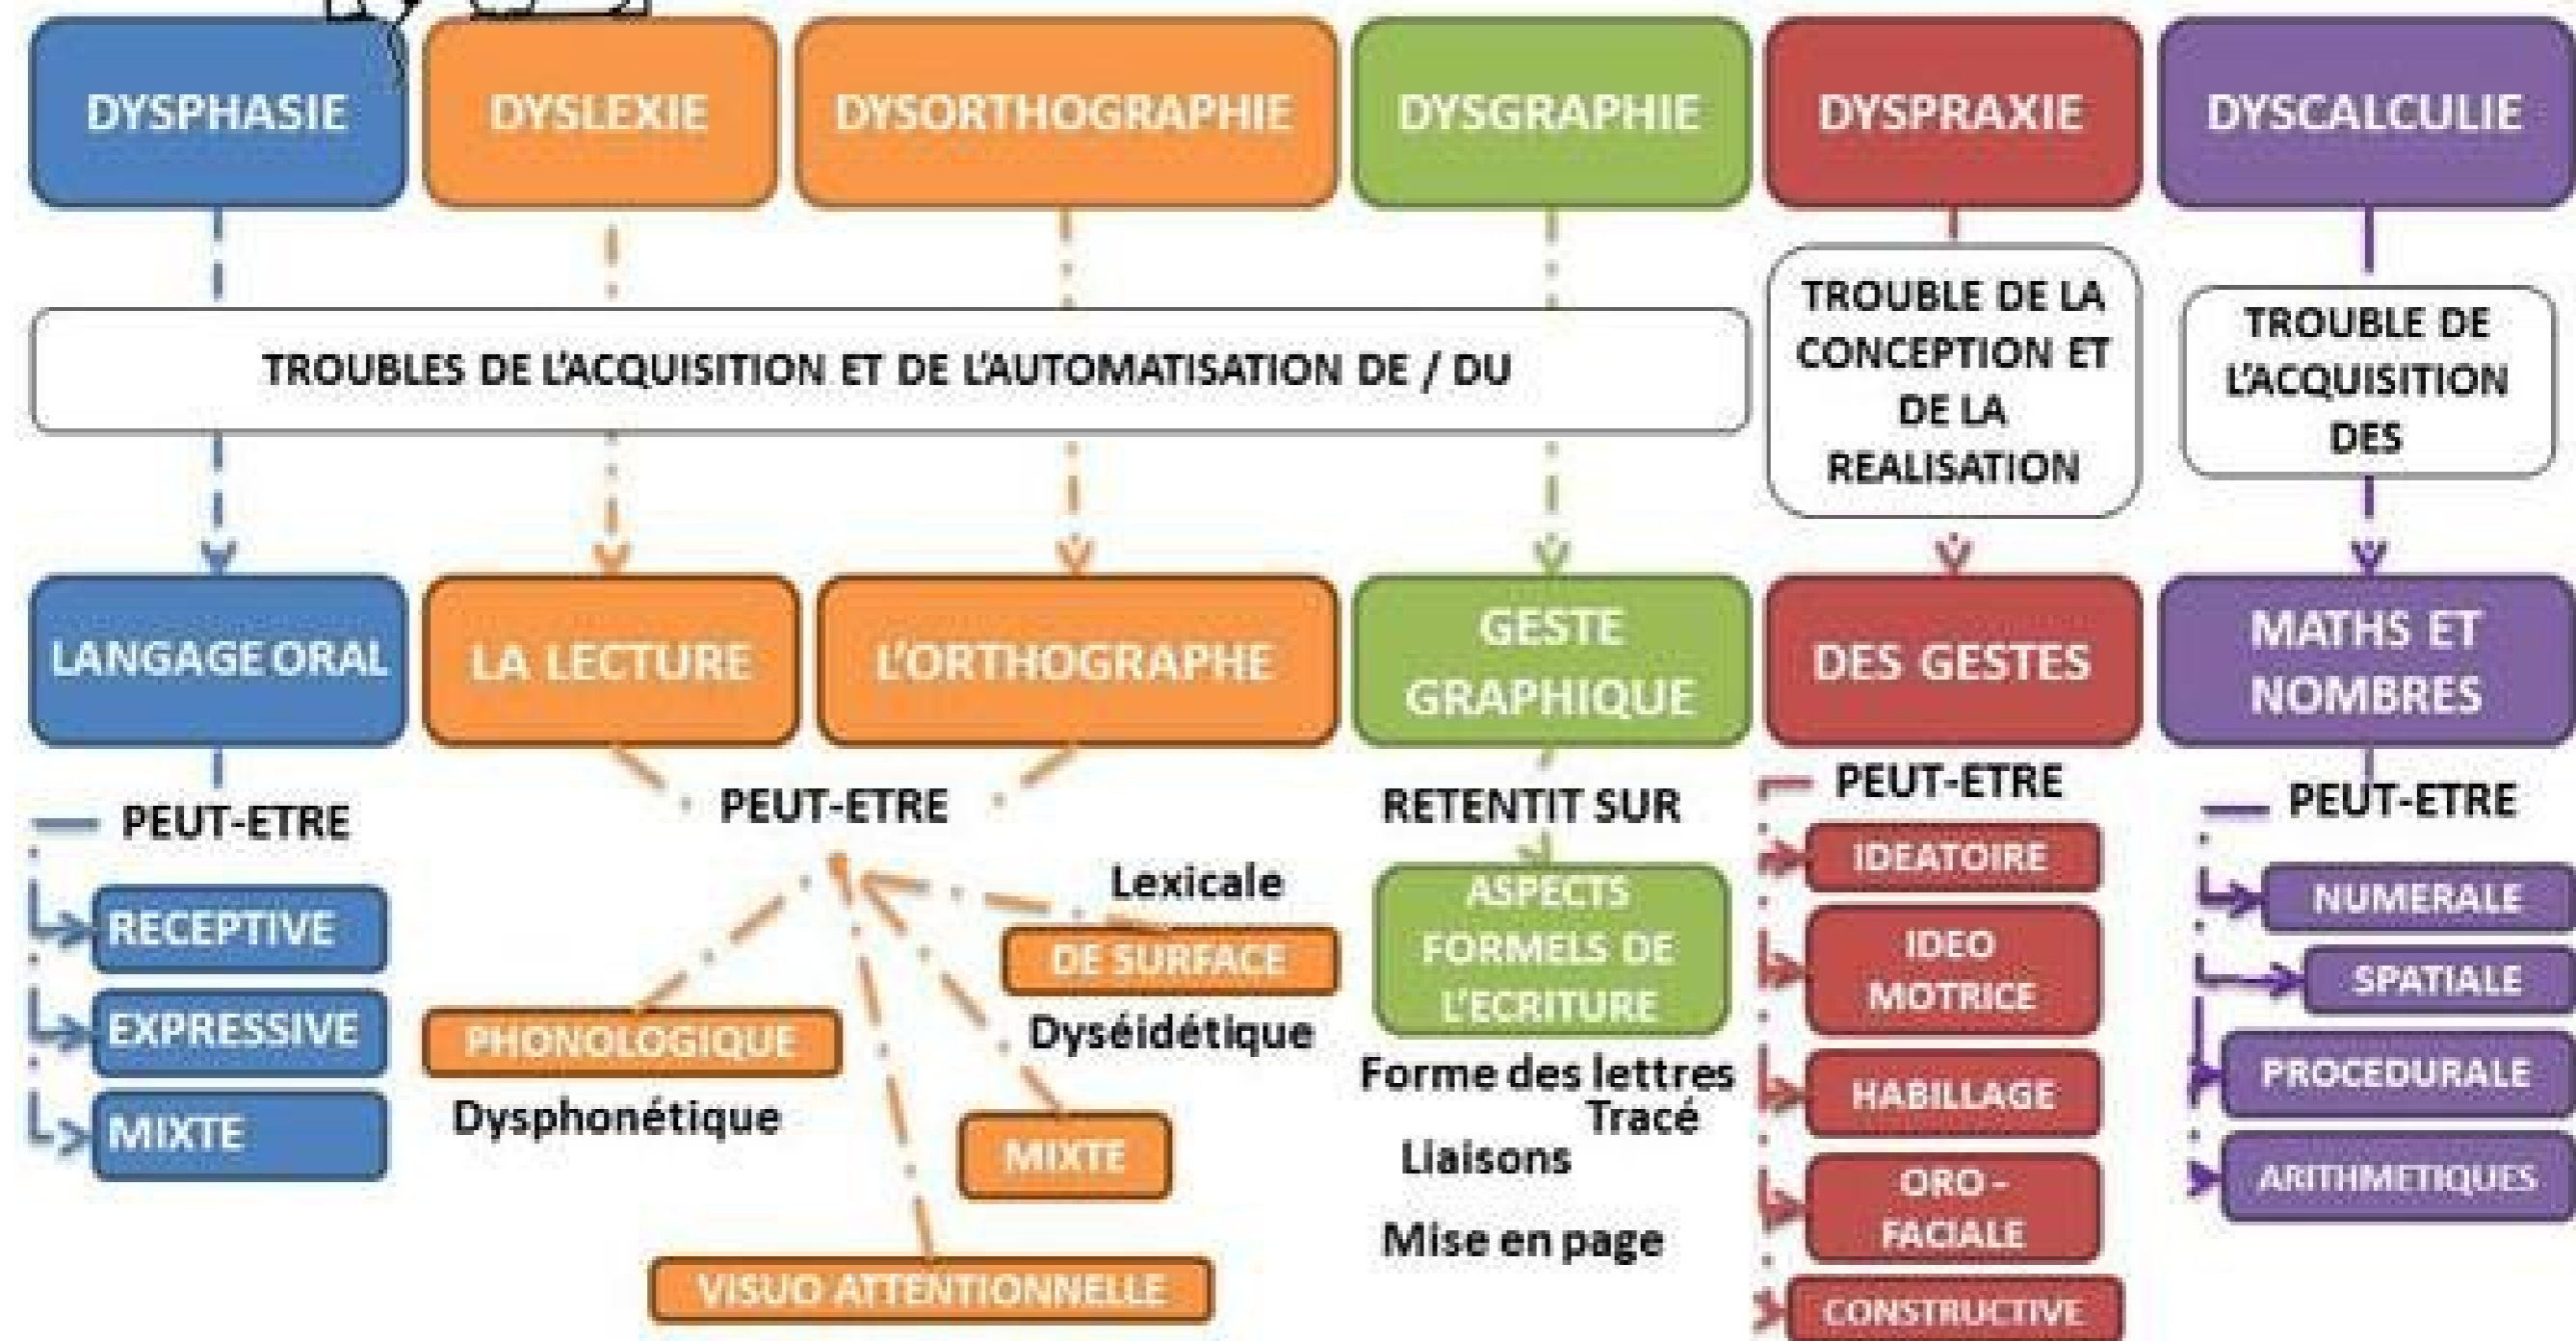 DYSPHASIE
DYSLEXIE
DYSORTHOGRAPHIE
DYSGRAPHIE
DYSPRAXIE
DYSCALCULIE
TROUBLES DE L'ACQUISITION ET DE L'AUTOMATISATION DE / DU
TROUBLE DE LA
CONCEPTION ET
DE LA
REALISATION
TROUBLE DE
L'ACQUISITION
DES
LANGAGE ORAL
LA LECTURE
L'ORTHOGRAPHE
GESTE
GRAPHIQUE
DES GESTES
MATHS ET
NOMBRES
PEUT-ETRE
RECEPTIVE
EXPRESSIVE
MIXTE
PEUT-ETRE
Lexicale
DE SURFACE
Dyséidétique
PHONOLOGIQUE
Dysphonétique
MIXTE
VISUO ATTENTIONNELLE
RETENTIT SUR
ASPECTS
FORMELS DE
L'ECRITURE
Forme des lettres
Tracé
Liaisons
Mise en page
PEUT-ETRE
IDEATOIRE
IDEO
MOTRICE
HABILLAGE
ORO -
FACIALE
CONSTRUCTIVE
PEUT-ETRE
NUMERALE
SPATIALE
PROCEDURALE
ARITHMETIQUES